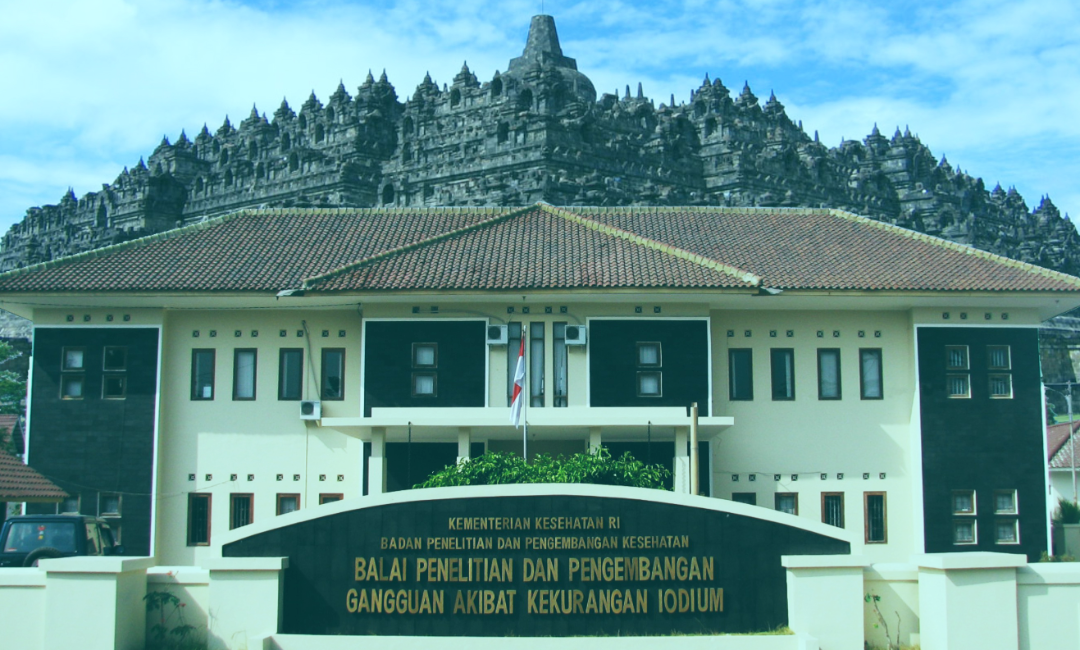 KEMENTERIAN KESEHATAN RI
BADAN PENELITIAN DAN PENGEMBANGAN KESEHATAN
BALAI PENELITIAN DAN PENGEMBANGAN
GANGGUAN AKIBAT KEKURANGAN IODIUM